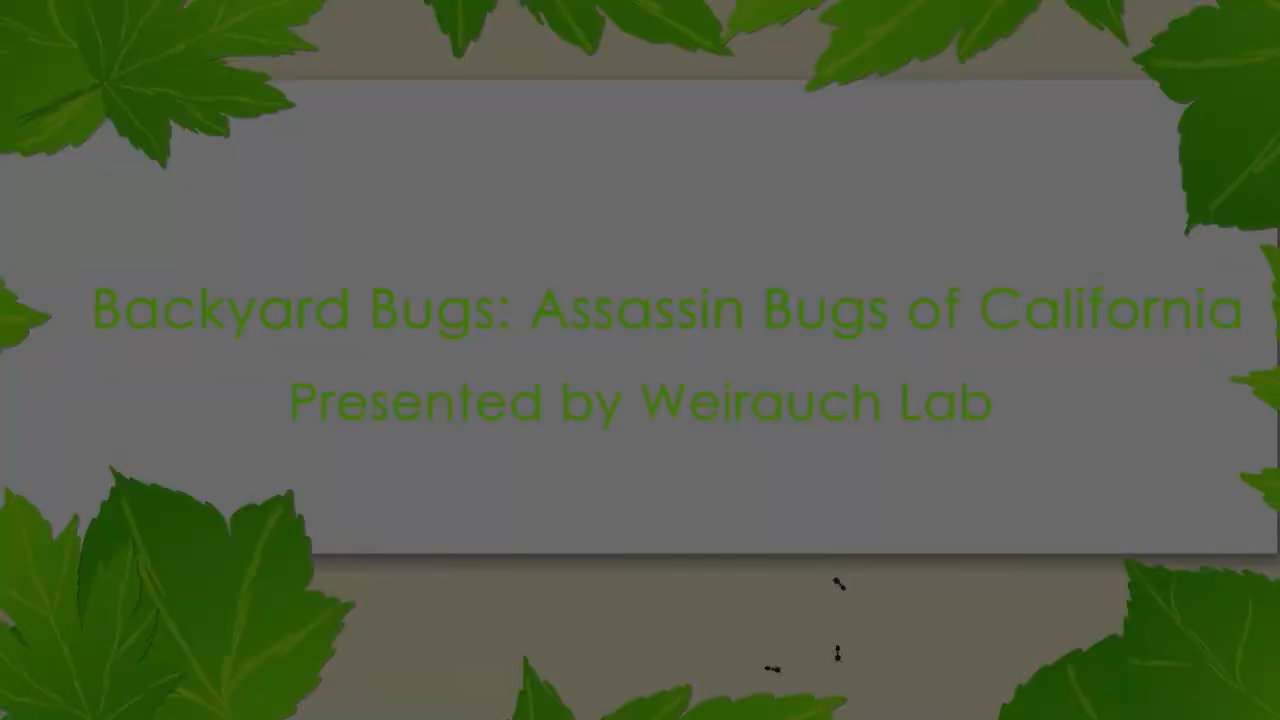 Backyard Bugs: Assassin Bugs of California
Presented by Weirauch Lab